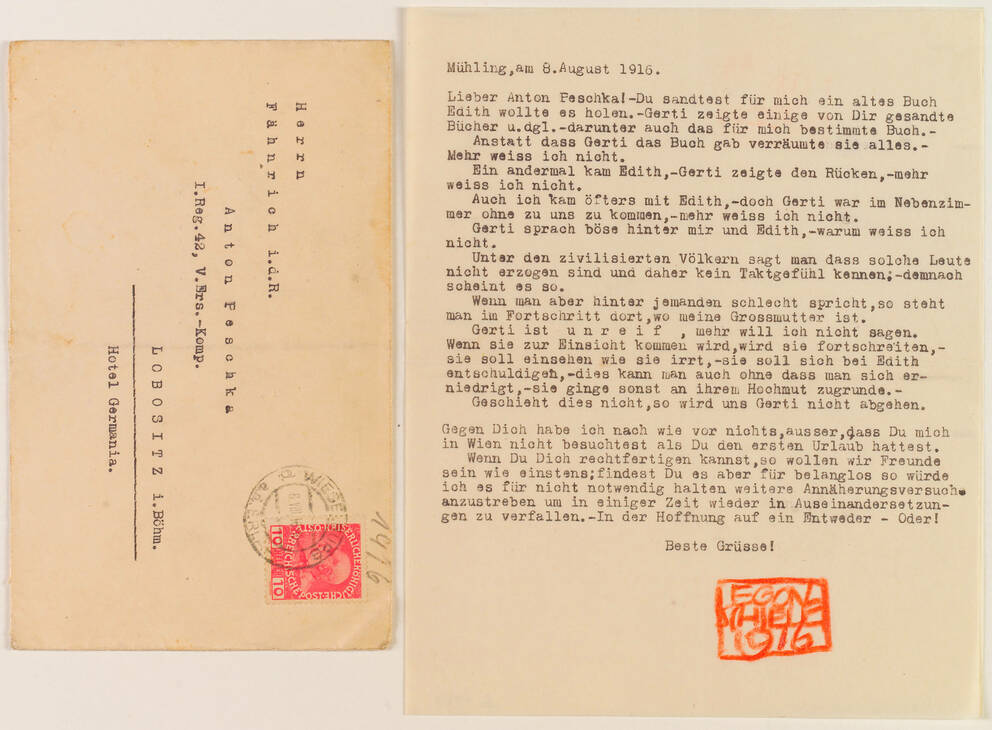 Herrn
Fähnrich i.d.R.
Anton Peschka
I.Reg.42, V.Ers.-Komp.
LOBOSITZ i.Böhm.
Hotel Germania.
1916
10 10
Mühling,am 8.August 1916.
Lieber Anton Peschka!-Du sandtest für mich ein altes Buch
Edith wollte es holen.-Gerti zeigte einige von Dir gesandte
Bücher u.dgl.-darunter auch das für mich bestimmte Buch.-
Anstatt dass Gerti das Buch gab verräumte sie alles.-
Mehr weiss ich nicht.
Ein andermal kam Edith,-Gerti zeigte den Rücken,-mehr
weiss ich nicht.
Auch ich kam öfters mit Edith,-doch Gerti war im Nebenzim-
mer ohne zu uns zu kommen,-mehr weiss ich nicht.
Gerti sprach böse hinter mir und Edith,-warum weiss ich
nicht.
Unter den zivilisierten Völkern sagt man dass solche Leute
nicht erzogen sind und daher kein Taktgefühl kennen;-demnach
scheint es so.
Wenn man aber hinter jemanden schlecht spricht,so steht
man im Fortschritt dort,wo meine Grossmutter ist.
Gerti ist u n r e i f , mehr will ich nicht sagen.
Wenn sie zur Einsicht kommen wird,wird sie fortschreiten,-
sie soll einsehen wie sie irrt,-sie soll sich bei Edith
entschuldigen,-dies kann man auch ohne dass man sich er-
niedrigt,-sie ginge sonst an ihrem Hochmut zugrunde.-
Geschieht dies nicht,so wird uns Gerti nicht abgehen.
Gegen Dich habe ich nach wie vor nichts,ausser,dass Du mich
in Wien nicht besuchtest als Du den ersten Urlaub hattest.
Wenn Du Dich rechtfertigen kannst,so wollen wir Freunde
sein wie einstens;findest Du es aber für belanglos so würde
ich es für nicht notwendig halten weitere Annäherungsversuche
anzustreben um in einiger Zeit wieder in Auseinandersetzun-
gen zu verfallen.-In der Hoffnung auf ein Entweder - Oder!
Beste Grüsse!
EGON
SCHIELE
1916